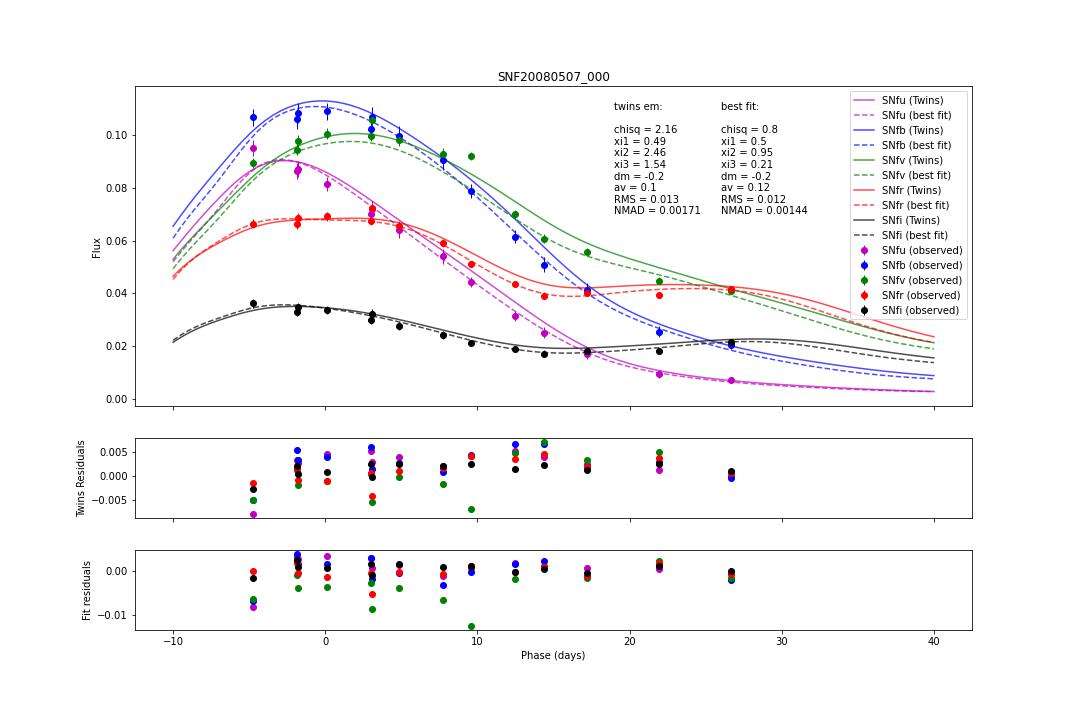 SNF20080507_000
twins em:
chisq = 2.16
xi1 = 0.49
xi2 = 2.46
xi3 = 1.54
dm = -0.2
av = 0.1
RMS = 0.013
NMAD = 0.00171
best fit:
chisq = 0.8
xi1 = 0.5
xi2 = 0.95
xi3 = 0.21
dm = -0.2
av = 0.12
RMS = 0.012
NMAD = 0.00144
SNfu (Twins)
SNfu (best fit)
SNfb (Twins)
SNfb (best fit)
SNfv (Twins)
SNfv (best fit)
SNfr (Twins)
SNfr (best fit)
SNfi (Twins)
SNfi (best fit)
SNfu (observed)
SNfb (observed)
SNfv (observed)
SNfr (observed)
SNfi (observed)
Flux
0.10
0.08
0.06
0.04
0.02
0.00
Twins Residuals
0.005
0.000
−0.005
Fit residuals
0.00
−0.01
−10
0
10
20
30
40
Phase (days)